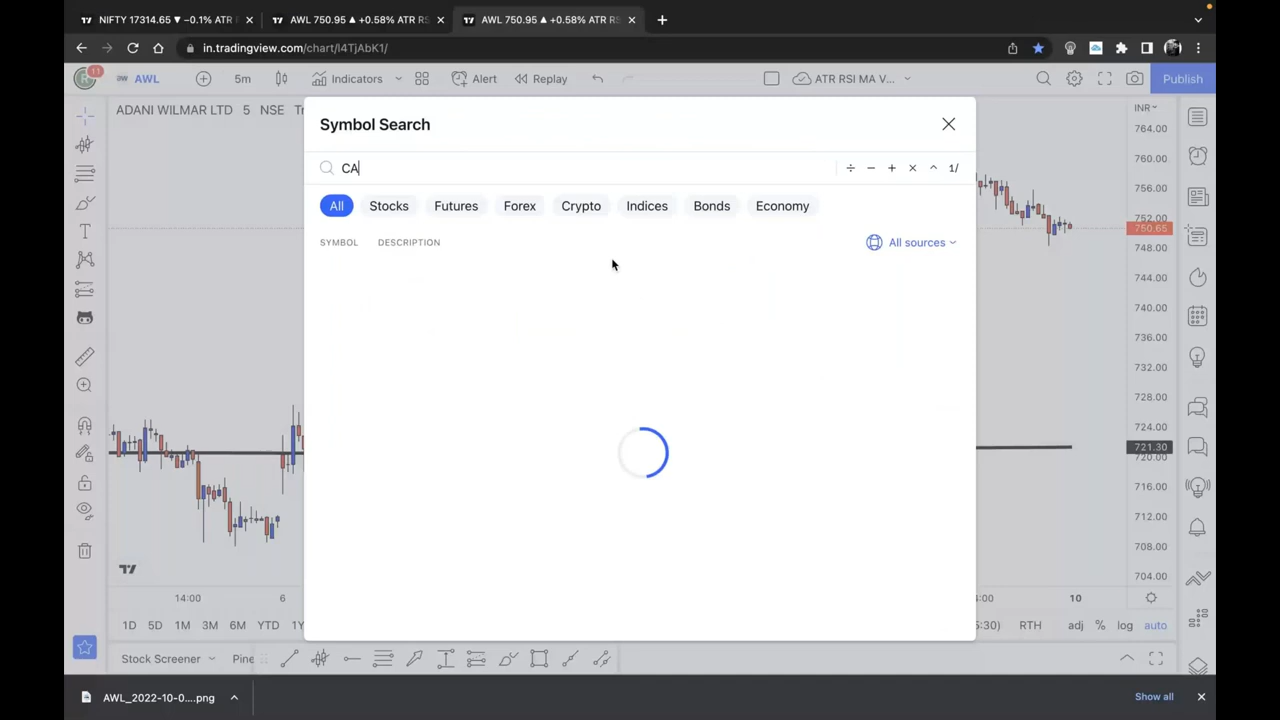 NIFTY 17314.65 ▼ −0.1% ATR
AWL 750.95 ▲ +0.58% ATR RS
AWL 750.95 ▲ +0.58% ATR RS
in.tradingview.com/chart/I4TjAbK1/
11
AWL
5m
Indicators
Alert
Replay
ATR RSI MA V...
Publish
ADANI WILMAR LTD 5 NSE
INR
Symbol Search
CA
÷ − + × ^ 1/
All
Stocks
Futures
Forex
Crypto
Indices
Bonds
Economy
SYMBOL
DESCRIPTION
All sources
764.00
760.00
756.00
752.00
750.65
748.00
744.00
740.00
736.00
732.00
728.00
724.00
721.30
720.00
716.00
712.00
708.00
704.00
14:00
6
10
1D 5D 1M 3M 6M YTD 1Y
5:30)
RTH
adj
%
log
auto
Stock Screener
Pine
AWL_2022-10-0....png
Show all